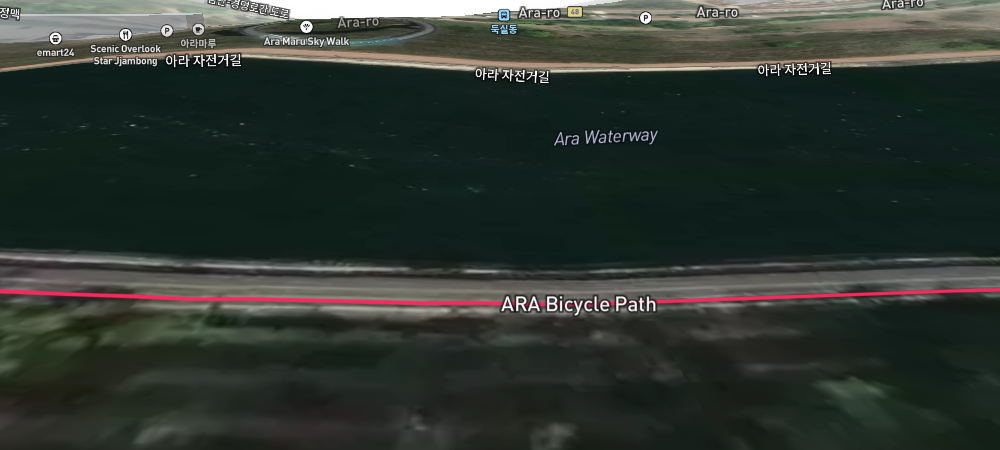 정맥
emart24
Scenic Overlook
Star Jjambong
아라마루
아라 자전거길
Ara Maru Sky Walk
Ara-ro
둑실동
Ara-ro
48
아라 자전거길
P
P
Ara-ro
Ara-ro
아라 자전거길
Ara Waterway
ARA Bicycle Path